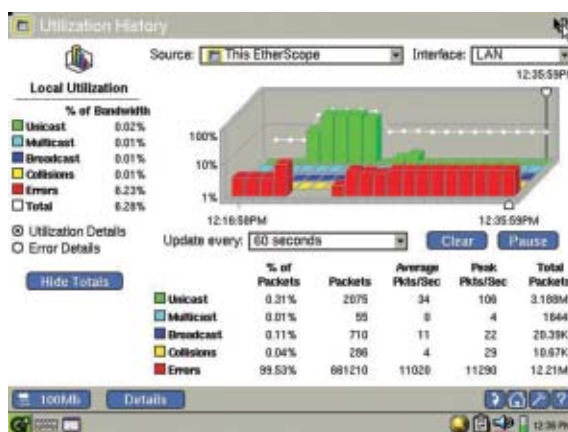 Utilization History
Source: This EtherScope Interface: LAN
12:35:59PM
Local Utilization
% of Bandwidth
Unicast 0.02%
Multicast 0.01%
Broadcast 0.01%
Collisions 0.01%
Errors 6.23%
Total 6.28%
100%
10%
1%
12:16:58PM 12:35:59PM
Utilization Details
Error Details
Update every: 60 seconds Clear Pause
Hide Totals
% of Packets Packets Average Pkts/Sec Peak Pkts/Sec Total Packets
Unicast 0.31% 2075 34 106 3.188M
Multicast 0.01% 55 0 4 1644
Broadcast 0.11% 710 11 22 20.39K
Collisions 0.04% 286 4 29 10.67K
Errors 99.53% 661210 11020 11290 12.21M
100Mb Details
?
12:36 PM